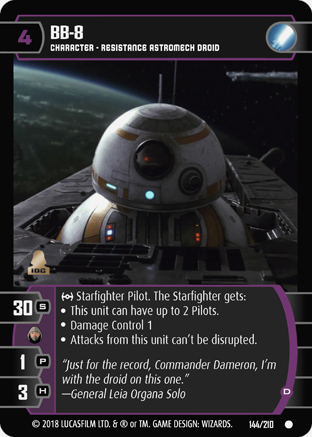 4 BB-8
CHARACTER - RESISTANCE ASTROMECH DROID
IDC
30 S
Starfighter Pilot. The Starfighter gets:
• This unit can have up to 2 Pilots.
• Damage Control 1
• Attacks from this unit can't be disrupted.
1 P
"Just for the record, Commander Dameron, I'm
with the droid on this one."
3 H
—General Leia Organa Solo
D
© 2018 LUCASFILM LTD. & ® or TM. GAME DESIGN: WIZARDS. 144/210